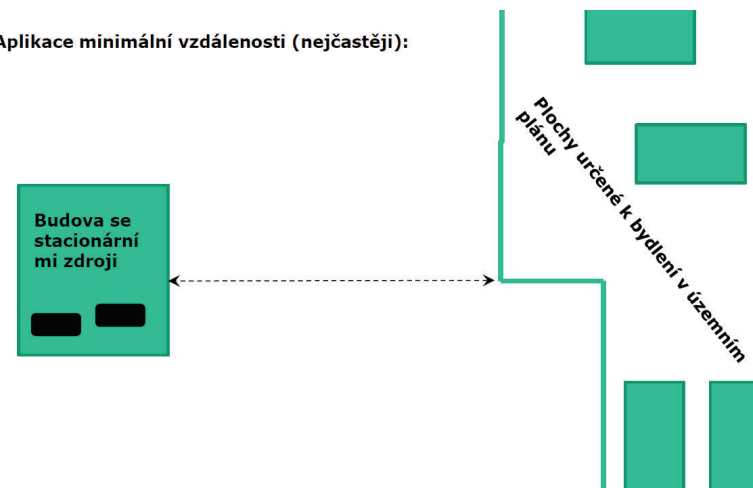 Aplikace minimální vzdálenosti (nejčastěji):
Plochy určené k bydlení v územním
plánu
Budova se
stacionární
mi zdroji